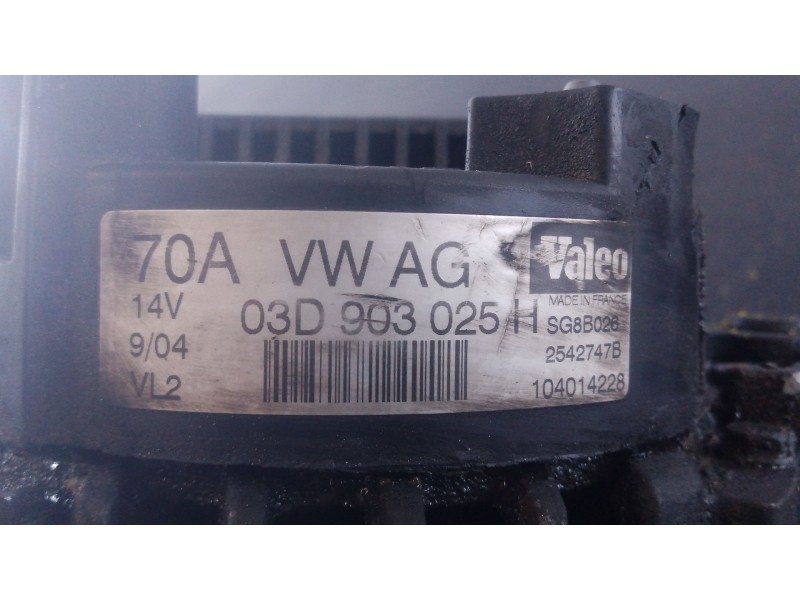 70A VW AG Valeo
MADE IN FRANCE
14V 03D 903 025 H SG8B026
9/04 2542747B
VL2 104014228